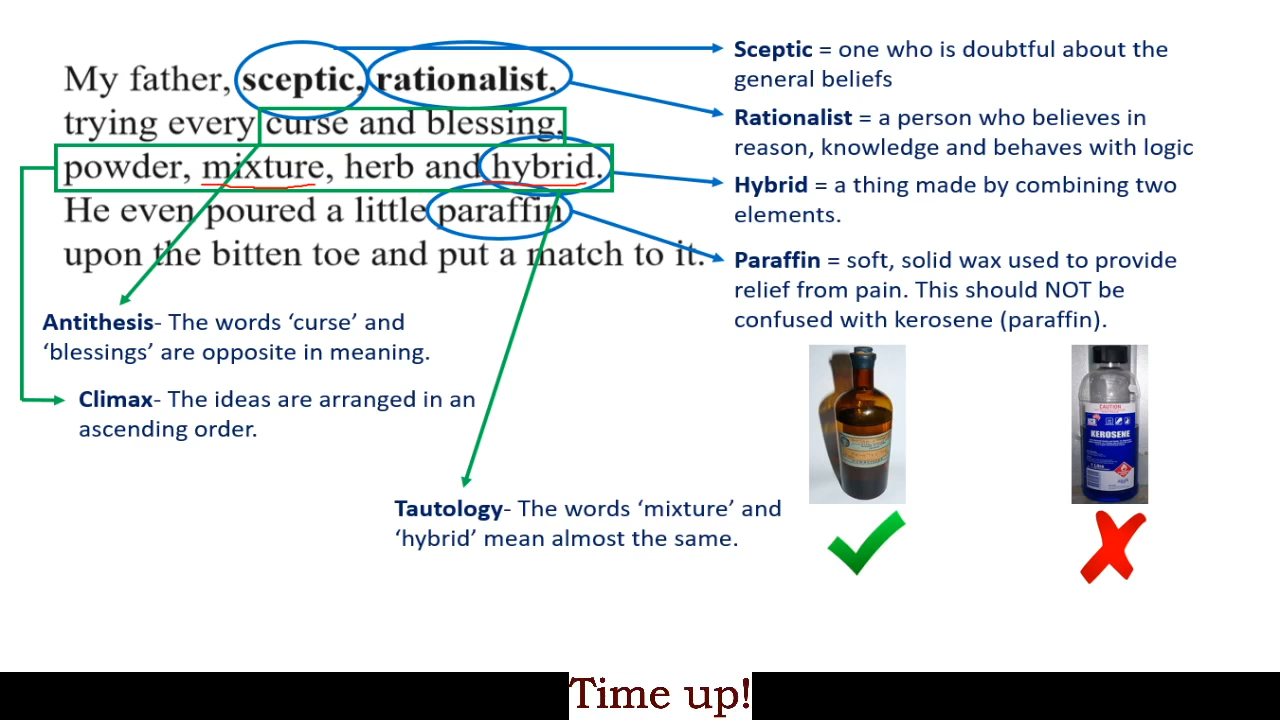 My father, sceptic, rationalist,
trying every curse and blessing,
powder, mixture, herb and hybrid.
He even poured a little paraffin
upon the bitten toe and put a match to it.
Sceptic = one who is doubtful about the
general beliefs
Rationalist = a person who believes in
reason, knowledge and behaves with logic
Hybrid = a thing made by combining two
elements.
Paraffin = soft, solid wax used to provide
relief from pain. This should NOT be
confused with kerosene (paraffin).
Antithesis- The words ‘curse’ and
‘blessings’ are opposite in meaning.
Climax- The ideas are arranged in an
ascending order.
Tautology- The words ‘mixture’ and
‘hybrid’ mean almost the same.
CAUTION
KEROSENE
Time up!